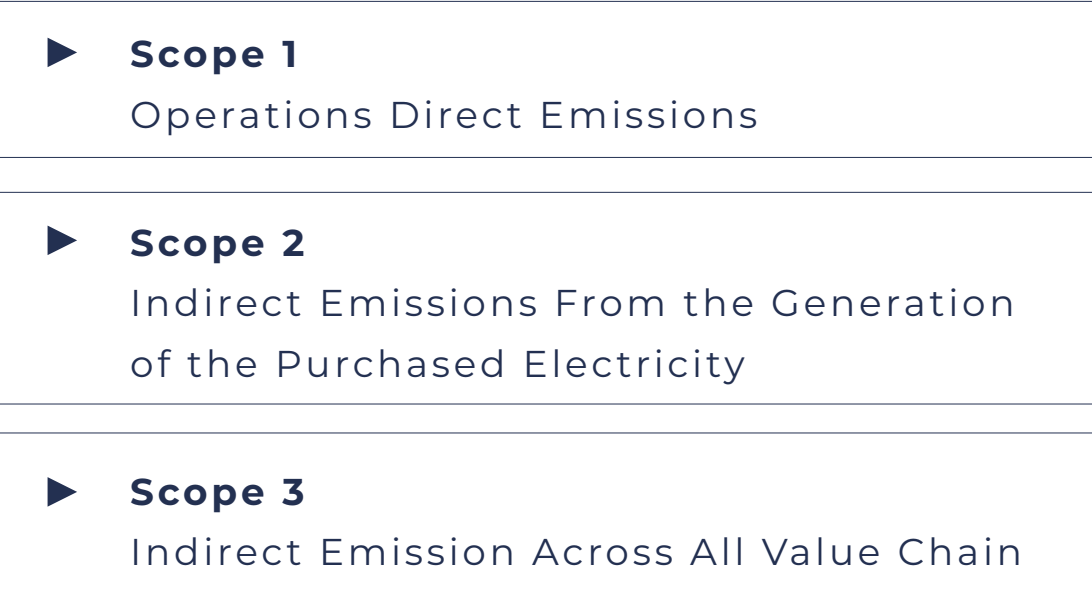 Scope 1
Operations Direct Emissions
Scope 2
Indirect Emissions From the Generation
of the Purchased Electricity
Scope 3
Indirect Emission Across All Value Chain